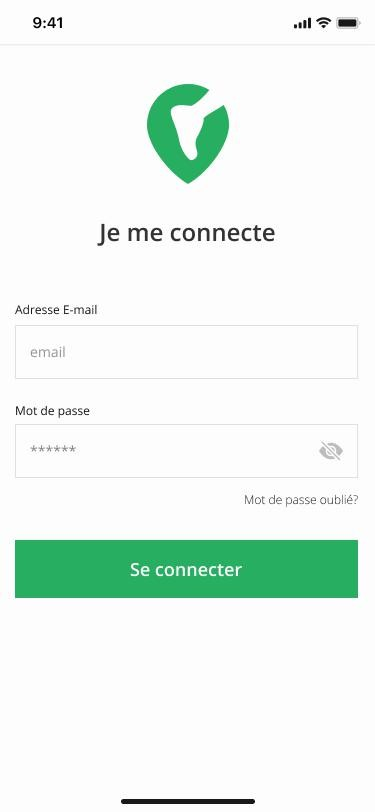 9:41
Je me connecte
Adresse E-mail
email
Mot de passe
******
Mot de passe oublié?
Se connecter